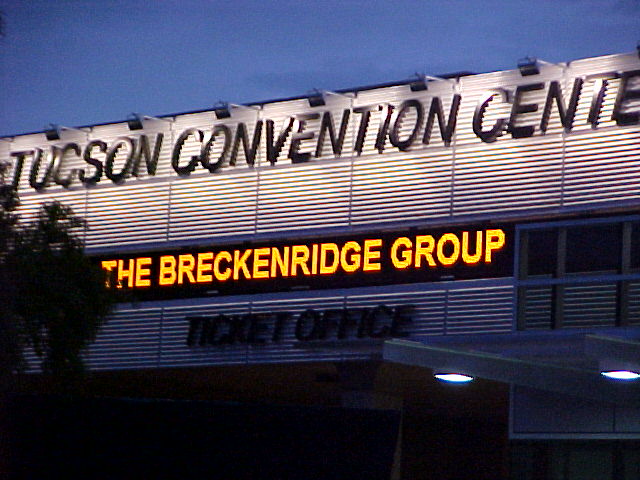 TUCSON CONVENTION CENTE
THE BRECKENRIDGE GROUP
TICKET OFFICE